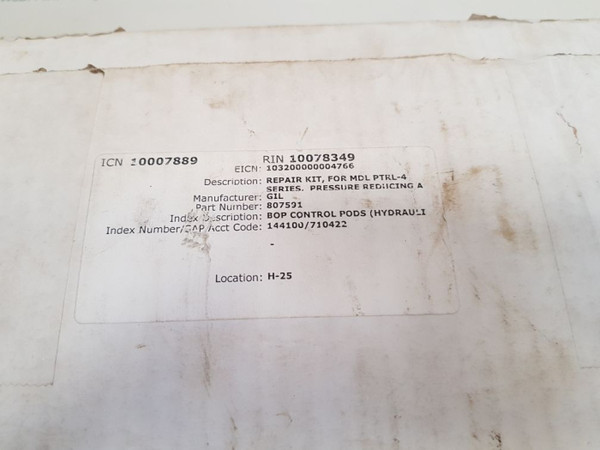 ICN 10007889 RIN 10078349
EICN: 103200000004766
Description: REPAIR KIT, FOR MDL PTRL-4
SERIES, PRESSURE REDUCING A
Manufacturer: GIL
Part Number: 807591
Index Description: BOP CONTROL PODS (HYDRAULI
Index Number/SAP Acct Code: 144100/710422
-
Location: H-25